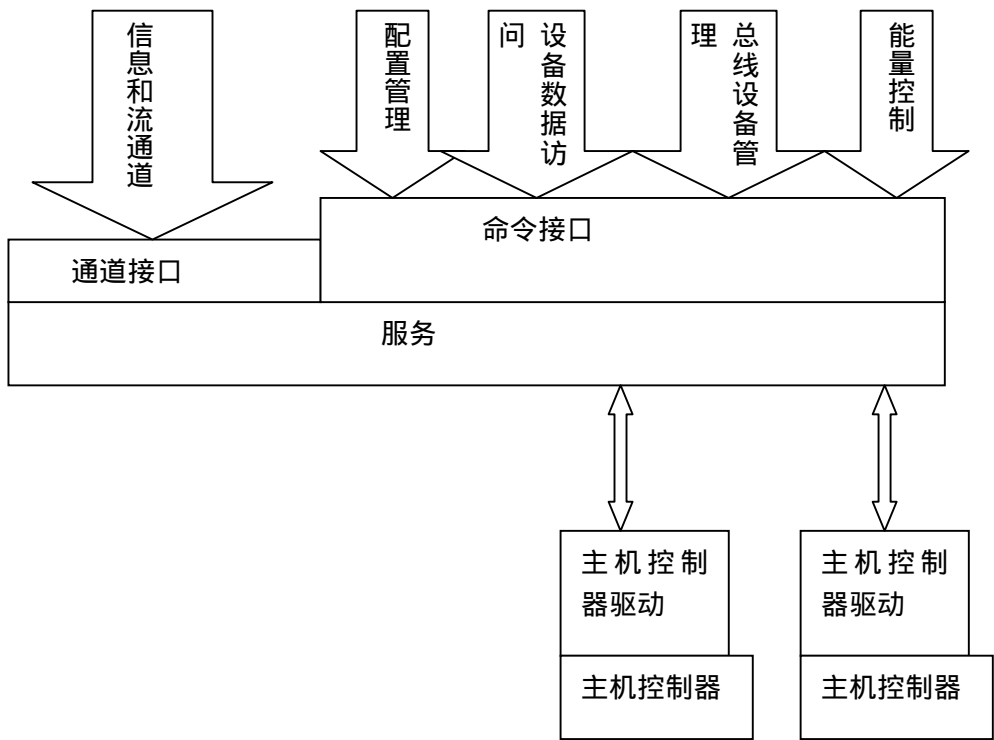 信息和流通道
配置管理
设备数据访
问
总线设备管
理
能量控制
命令接口
通道接口
服务
主机控制
器驱动
主机控制器
主机控制
器驱动
主机控制器